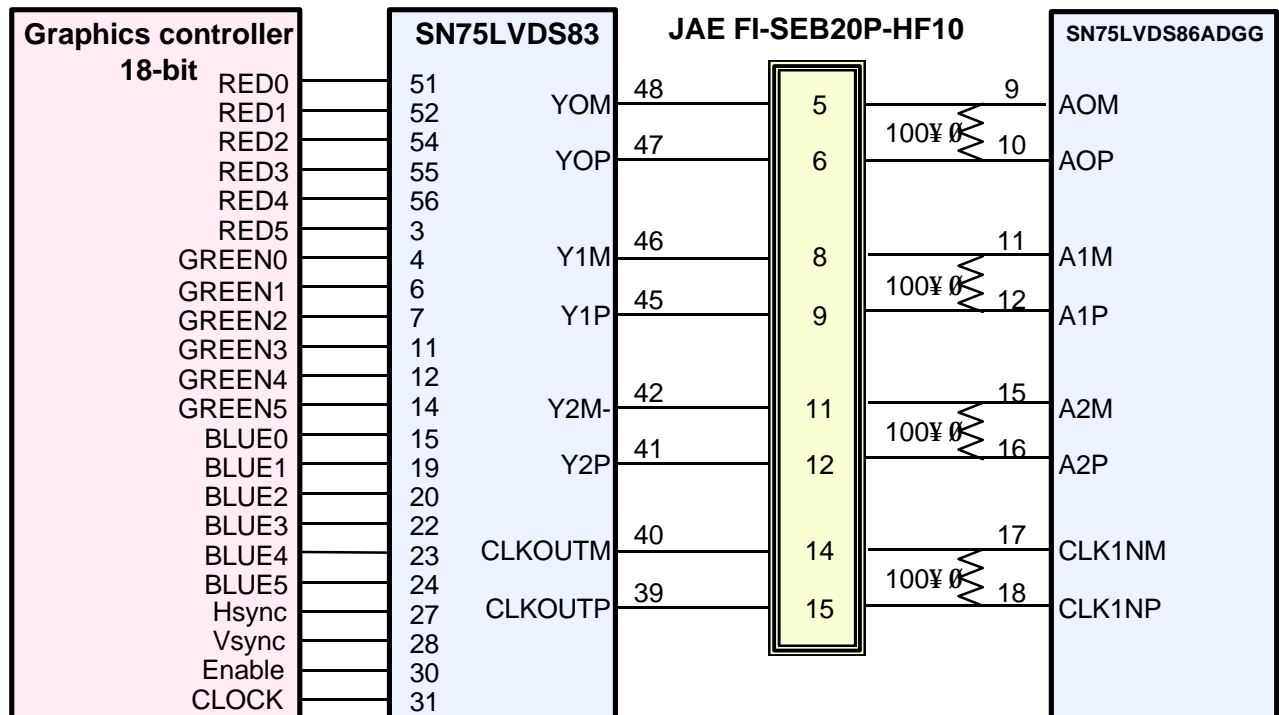 Graphics controller
18-bit
RED0
RED1
RED2
RED3
RED4
RED5
GREEN0
GREEN1
GREEN2
GREEN3
GREEN4
GREEN5
BLUE0
BLUE1
BLUE2
BLUE3
BLUE4
BLUE5
Hsync
Vsync
Enable
CLOCK
SN75LVDS83
51
52
54
55
56
3
4
6
7
11
12
14
15
19
20
22
23
24
27
28
30
31
YOM
YOP
Y1M
Y1P
Y2M-
Y2P
CLKOUTM
CLKOUTP
48
47
46
45
42
41
40
39
JAE FI-SEB20P-HF10
5
6
8
9
11
12
14
15
100¥ Ø
100¥ Ø
100¥ Ø
100¥ Ø
9
10
11
12
15
16
17
18
SN75LVDS86ADGG
AOM
AOP
A1M
A1P
A2M
A2P
CLK1NM
CLK1NP